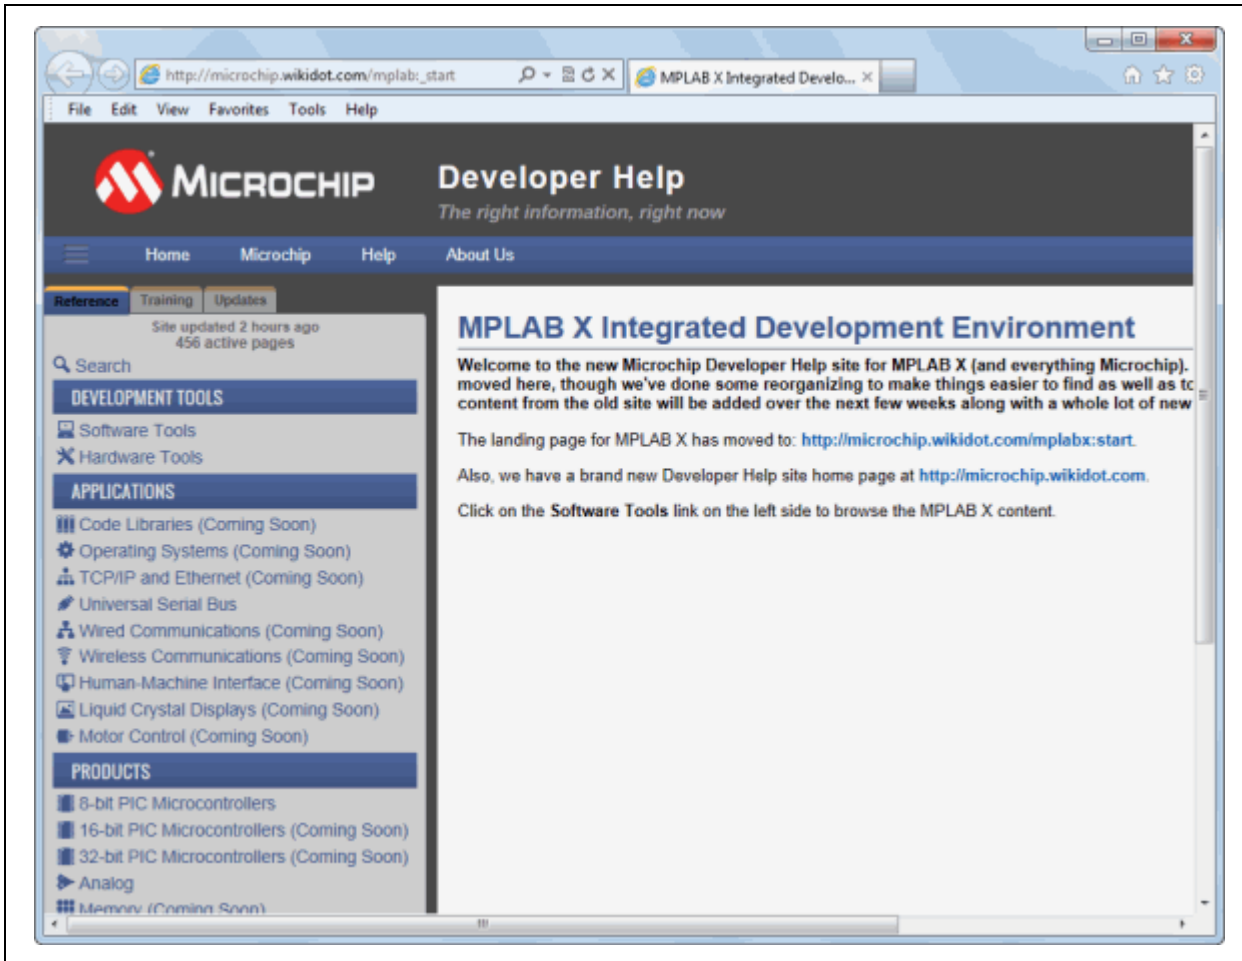 http://microchip.wikidot.com/mplab:_start
MPLAB X Integrated Develo...
File Edit View Favorites Tools Help
MICROCHIP
Developer Help
The right information, right now
Home Microchip Help About Us
Reference Training Updates
Site updated 2 hours ago
456 active pages
Search
DEVELOPMENT TOOLS
Software Tools
Hardware Tools
APPLICATIONS
Code Libraries (Coming Soon)
Operating Systems (Coming Soon)
TCP/IP and Ethernet (Coming Soon)
Universal Serial Bus
Wired Communications (Coming Soon)
Wireless Communications (Coming Soon)
Human-Machine Interface (Coming Soon)
Liquid Crystal Displays (Coming Soon)
Motor Control (Coming Soon)
PRODUCTS
8-bit PIC Microcontrollers
16-bit PIC Microcontrollers (Coming Soon)
32-bit PIC Microcontrollers (Coming Soon)
Analog
Memory (Coming Soon)
MPLAB X Integrated Development Environment
Welcome to the new Microchip Developer Help site for MPLAB X (and everything Microchip).
moved here, though we've done some reorganizing to make things easier to find as well as to
content from the old site will be added over the next few weeks along with a whole lot of new
The landing page for MPLAB X has moved to: http://microchip.wikidot.com/mplabx:start.
Also, we have a brand new Developer Help site home page at http://microchip.wikidot.com.
Click on the Software Tools link on the left side to browse the MPLAB X content.